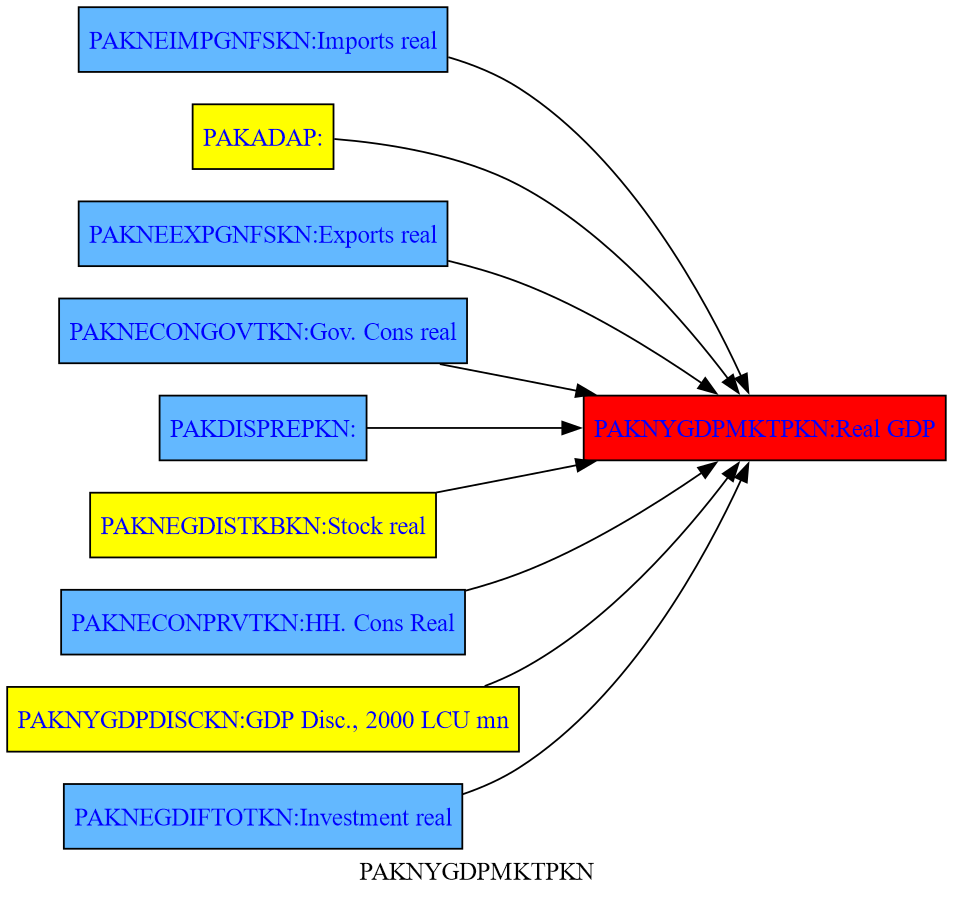 PAKNEIMPGNFSKN:Imports real
PAKADAP:
PAKNEEXPGNFSKN:Exports real
PAKNECONGOVTKN:Gov. Cons real
PAKDISPREPKN:
PAKNYGDPMKTPKN:Real GDP
PAKNEGDISTKBKN:Stock real
PAKNECONPRVTKN:HH. Cons Real
PAKNYGDPDISCKN:GDP Disc., 2000 LCU mn
PAKNEGDIFTOTKN:Investment real
PAKNYGDPMKTPKN